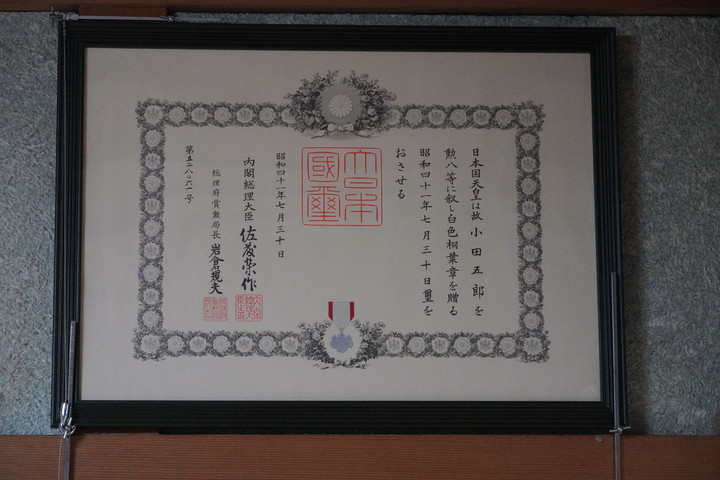 日本国天皇は故小田五郎を
勲八等に叙し白色桐葉章を贈る
昭和四十一年七月三十日璽を
おさせる
大日本國璽
昭和四十一年七月三十日
内閣総理大臣 佐藤榮作
総理府賞勲局長 岩倉規夫
第五二八〇六一号